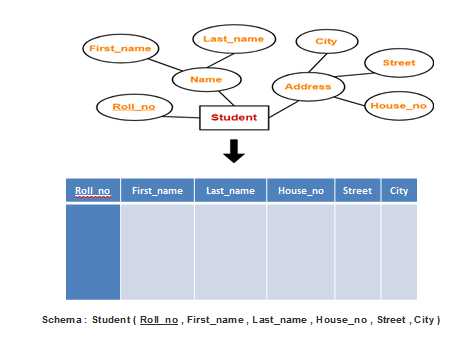 Last_name
City
First_name
Street
Name
Address
Roll_no
House_no
Student
Roll_no First_name Last_name House_no Street City
Schema : Student ( Roll_no , First_name , Last_name , House_no , Street , City )